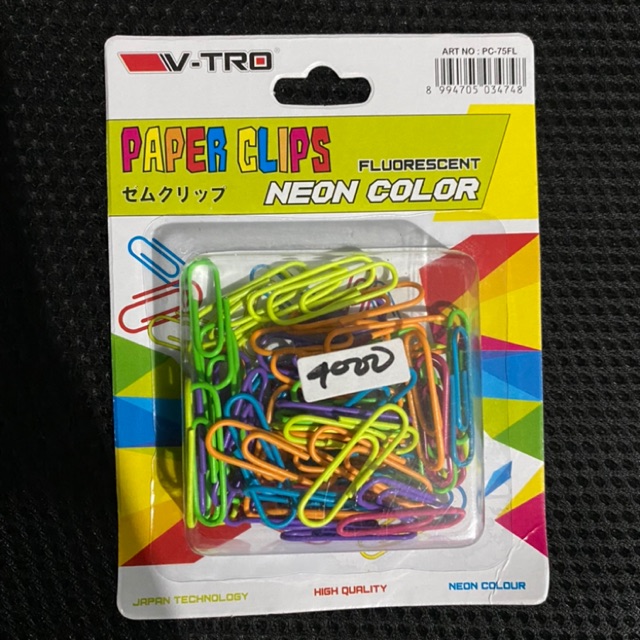 V-TRO
ART NO : PC-75FL
8 994705 034748
PAPER CLIPS
FLUORESCENT
セムクリップ
NEON COLOR
4000
JAPAN TECHNOLOGY
HIGH QUALITY
NEON COLOUR